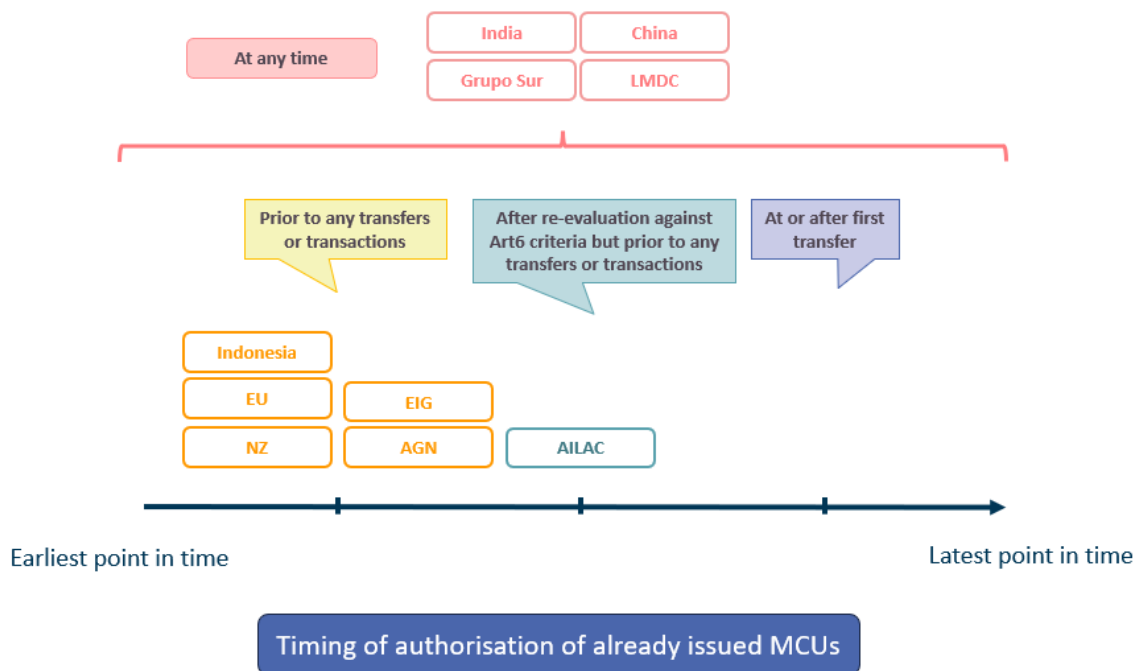 India
China
At any time
Grupo Sur
LMDC
Prior to any transfers
or transactions
After re-evaluation against
Art6 criteria but prior to any
transfers or transactions
At or after first
transfer
Indonesia
EU
EIG
NZ
AGN
AILAC
Earliest point in time
Latest point in time
Timing of authorisation of already issued MCUs